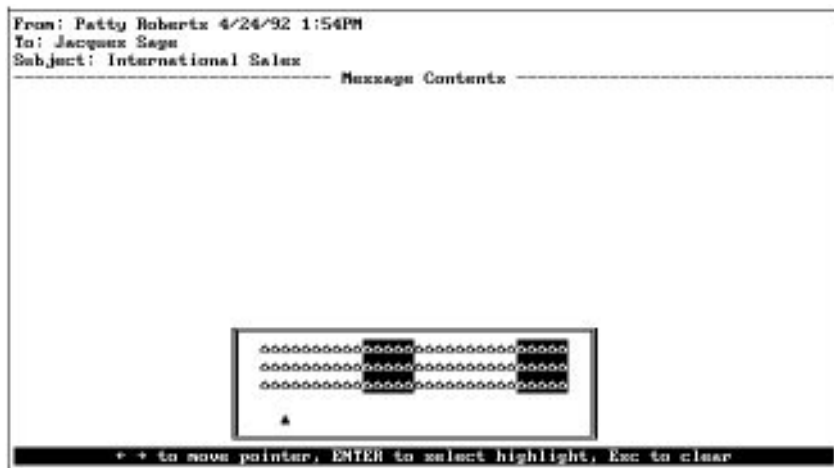 From: Patty Roberts 4/24/92 1:54PM
To: Jacques Sage
Subject: International Sales
Message Contents
← → to move pointer, ENTER to select highlight, Esc to clear